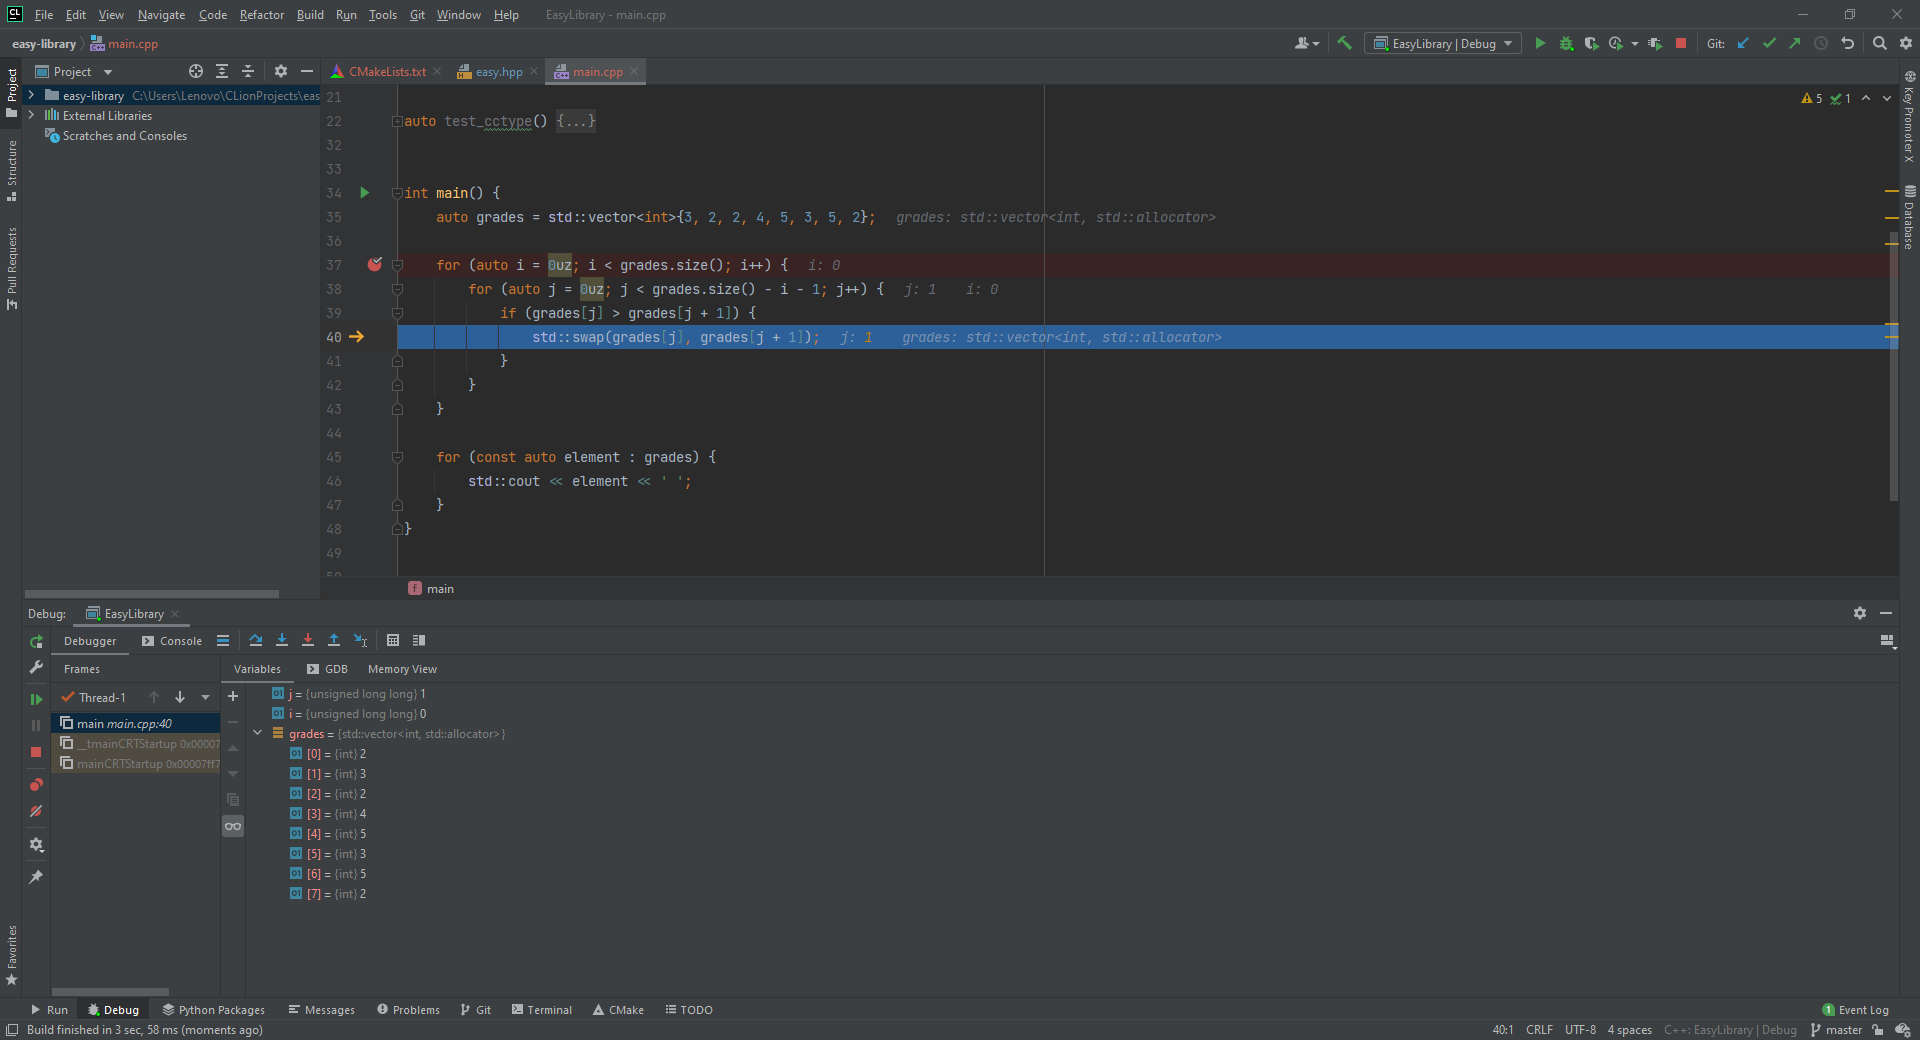 CL File Edit View Navigate Code Refactor Build Run Tools Git Window Help EasyLibrary - main.cpp
easy-library main.cpp EasyLibrary | Debug Git:
Project
CMakeLists.txt easy.hpp main.cpp
easy-library C:\Users\Lenovo\CLionProjects\eas
External Libraries
Scratches and Consoles
Project
Structure
Pull Requests
Favorites
Key Promoter X
Database
5 1
21
22 auto test_cctype() {...}
32
33
34 int main() {
35 auto grades = std::vector<int>{3, 2, 2, 4, 5, 3, 5, 2}; grades: std::vector<int, std::allocator>
36
37 for (auto i = 0uz; i < grades.size(); i++) { i: 0
38 for (auto j = 0uz; j < grades.size() - i - 1; j++) { j: 1 i: 0
39 if (grades[j] > grades[j + 1]) {
40 std::swap(grades[j], grades[j + 1]); j: 1 grades: std::vector<int, std::allocator>
41 }
42 }
43 }
44
45 for (const auto element : grades) {
46 std::cout << element << ' ';
47 }
48 }
49
f main
Debug: EasyLibrary
Debugger Console
Frames Variables GDB Memory View
Thread-1
main main.cpp:40
__tmainCRTStartup 0x00007
mainCRTStartup 0x00007ff7
j = {unsigned long long} 1
i = {unsigned long long} 0
grades = {std::vector<int, std::allocator>}
[0] = {int} 2
[1] = {int} 3
[2] = {int} 2
[3] = {int} 4
[4] = {int} 5
[5] = {int} 3
[6] = {int} 5
[7] = {int} 2
Run Debug Python Packages Messages Problems Git Terminal CMake TODO 1 Event Log
Build finished in 3 sec, 58 ms (moments ago) 40:1 CRLF UTF-8 4 spaces C++: EasyLibrary | Debug master